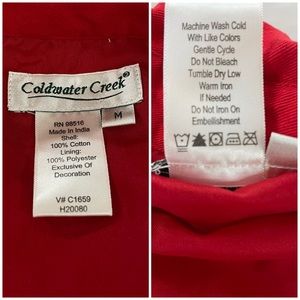 Coldwater Creek®
M
RN 98516
Made In India
Shell:
100% Cotton
Lining:
100% Polyester
Exclusive Of
Decoration
V# C1659
H20080
Machine Wash Cold
With Like Colors
Gentle Cycle
Do Not Bleach
Tumble Dry Low
Warm Iron
If Needed
Do Not Iron On
Embellishment